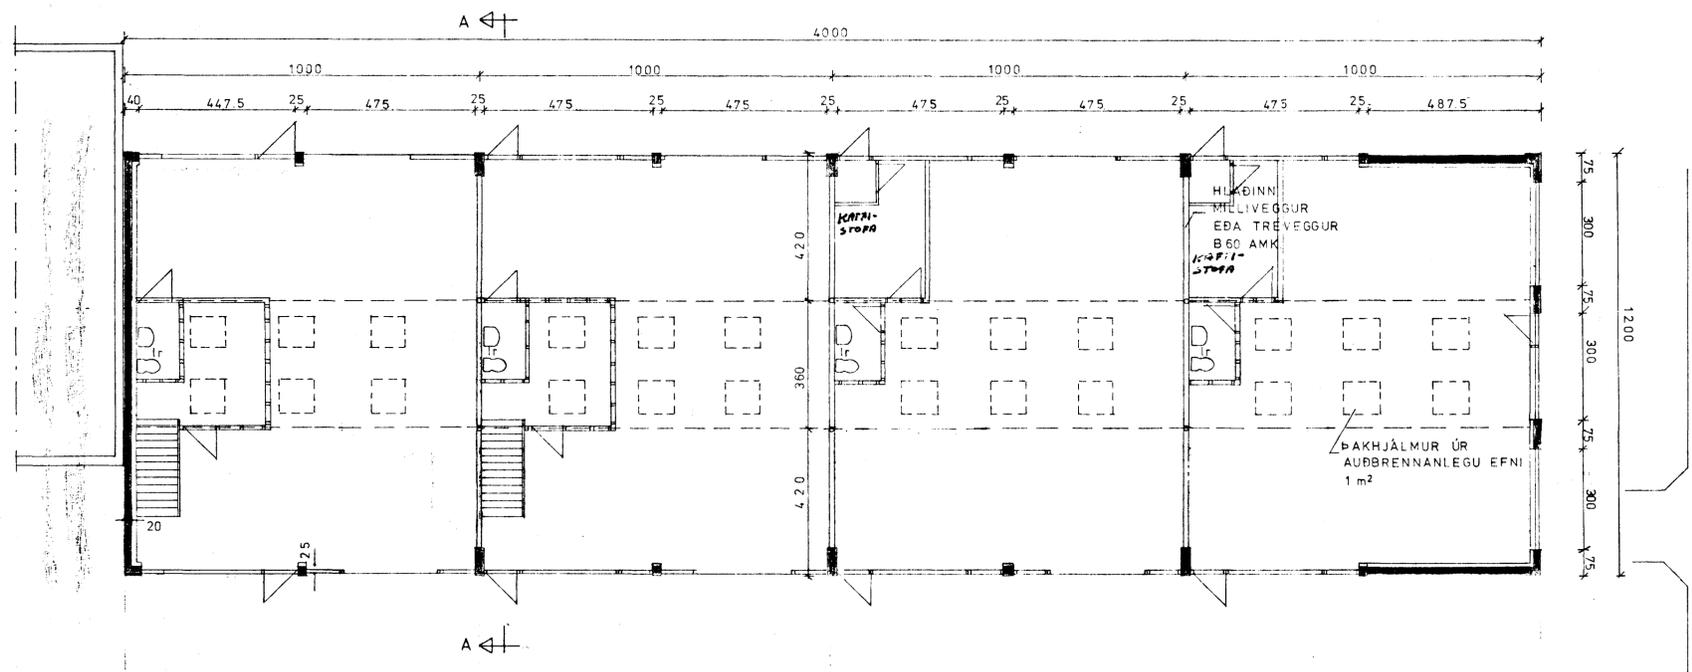 A
4000
1000 1000 1000 1000
40 447.5 25 475 25 475 25 475 25 475 25 475 25 475 25 487.5
HLAÐINN
MILLIVEGGUR
EÐA TREVEGGUR
B60 AMK
KAFFI-
STOFA
KAFFI-
STOFA
420
360
420
75
300
75
300
75
300
75
1200
ÞAKHJÁLMUR ÚR
AUÐBRENNANLEGU EFNI
1 m²
20
25
A